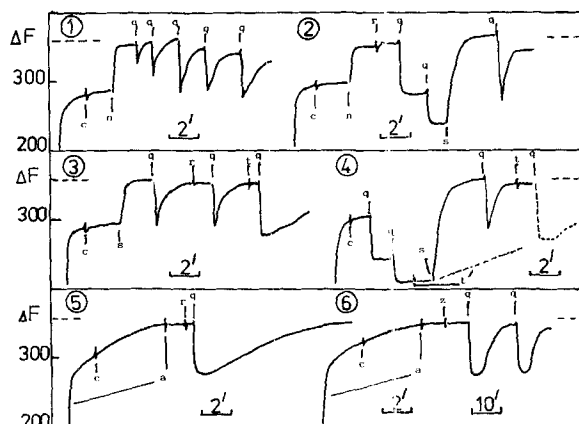 ① q q q q q ② r q q
ΔF
300
q
c n c n
2' 2' s
200
③ q r q t q ④ q t q
ΔF
q
300
c s c q
s
2' t 2'
⑤ r q ⑥ z q q
ΔF
300
c a c a
2' 2' 10'
200